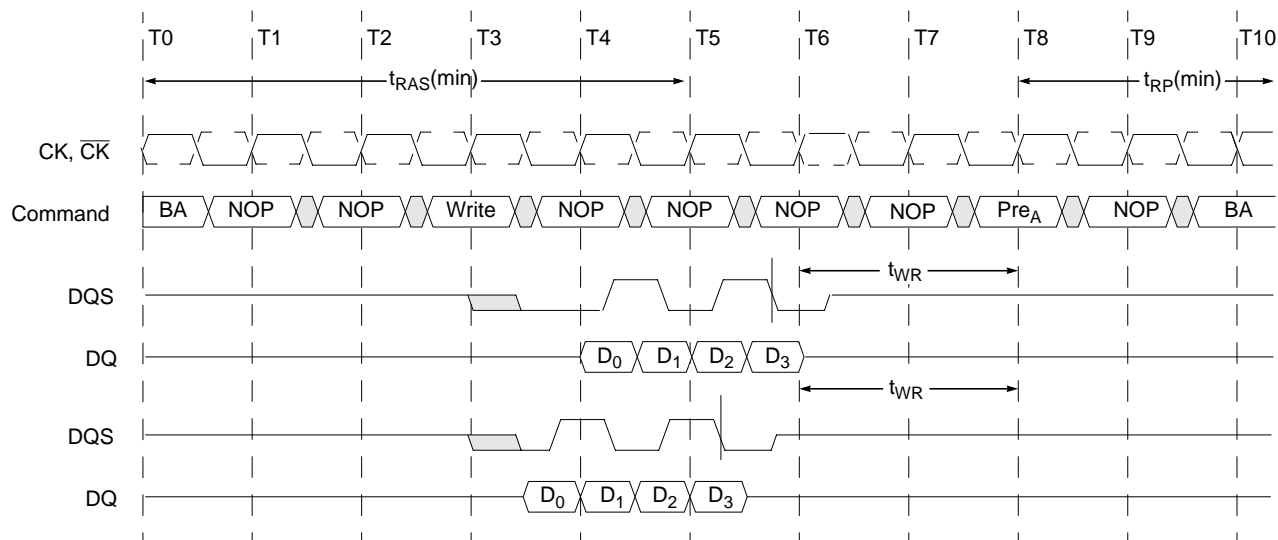 T0 T1 T2 T3 T4 T5 T6 T7 T8 T9 T10
tRAS(min) tRP(min)
CK, C̅K̅
Command BA NOP NOP Write NOP NOP NOP NOP PreA NOP BA
tWR
DQS
DQ D0 D1 D2 D3
tWR
DQS
DQ D0 D1 D2 D3